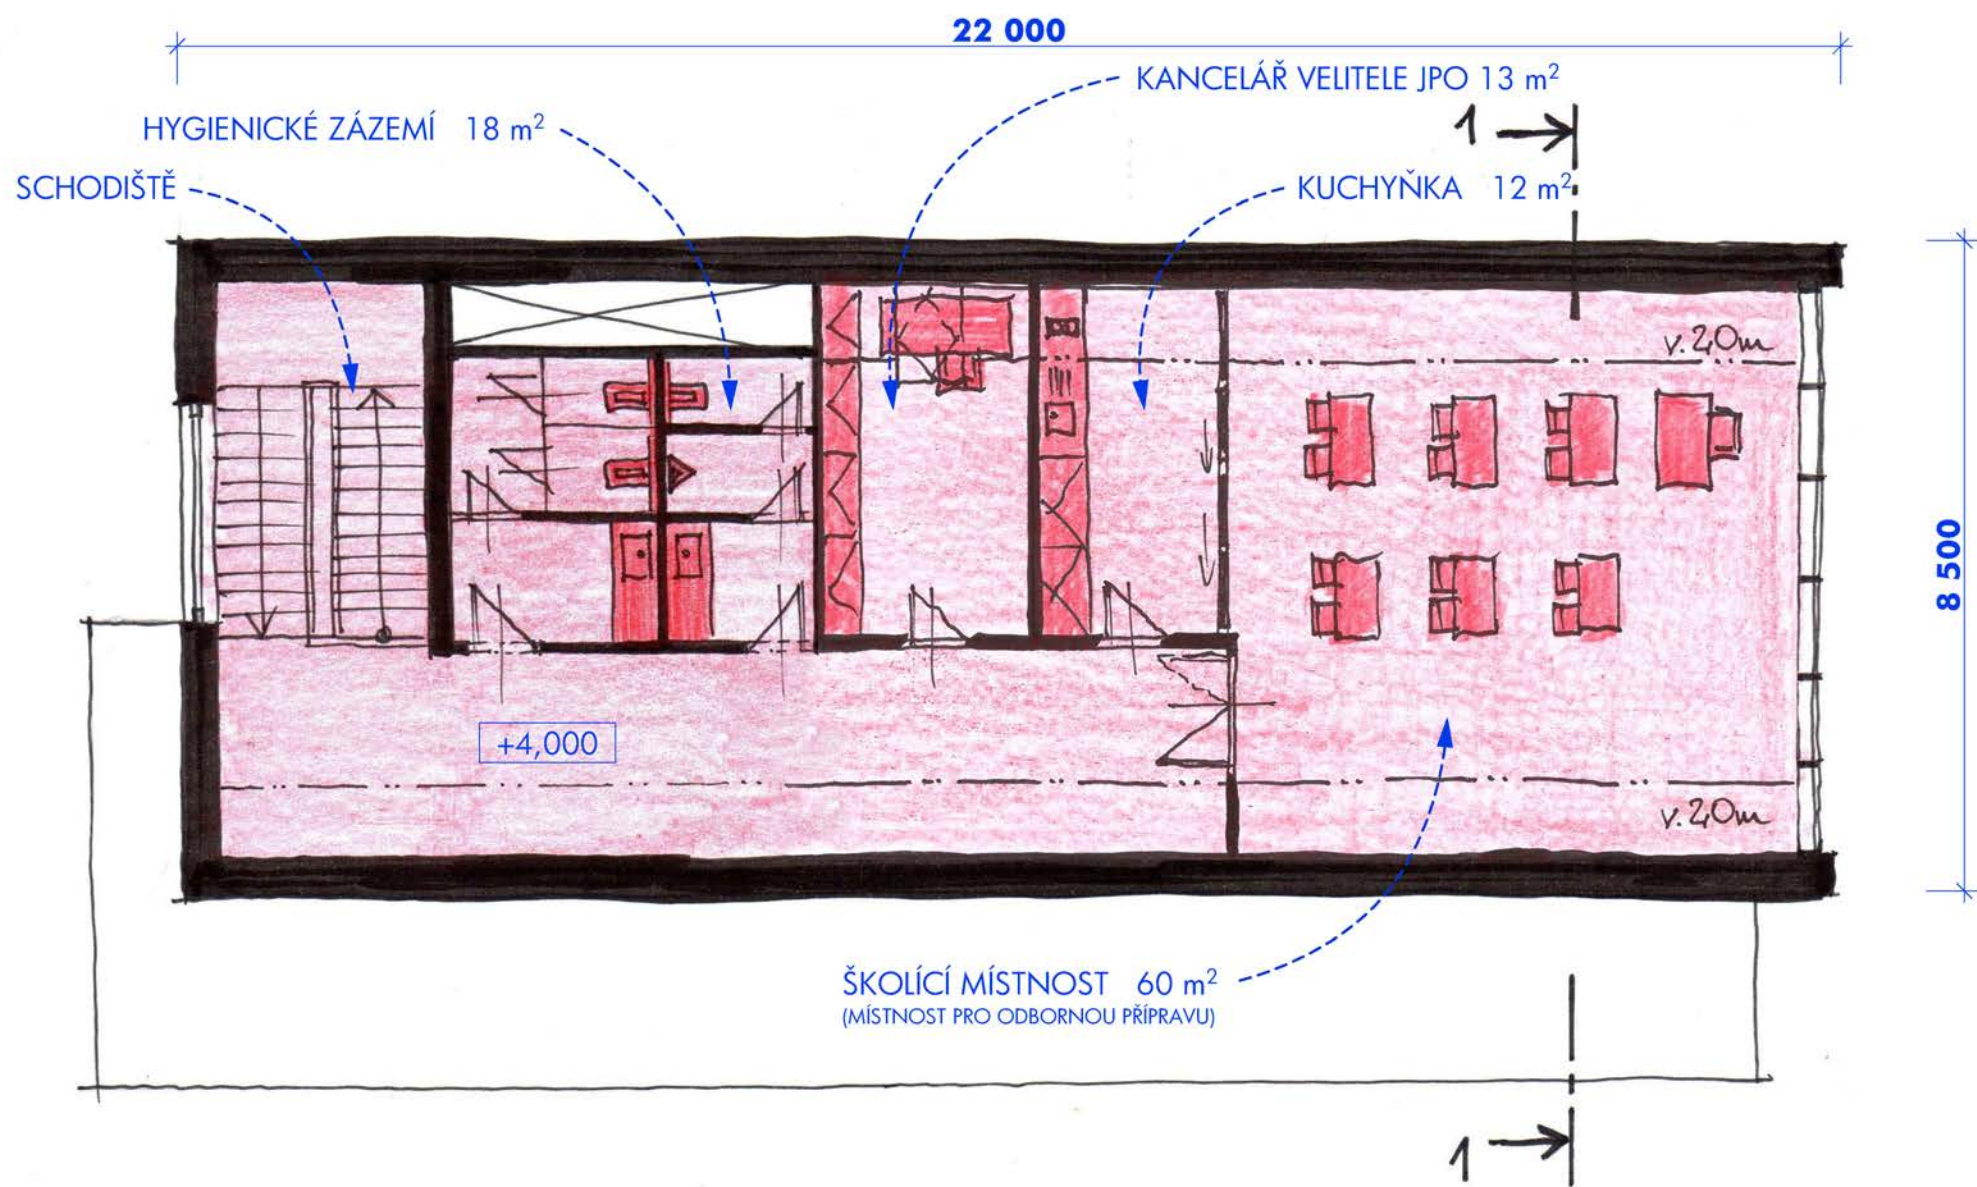 22 000
KANCELÁŘ VELITELE JPO 13 m²
HYGIENICKÉ ZÁZEMÍ 18 m²
1
SCHODIŠTĚ
KUCHYŇKA 12 m²
v. 2,0m
8 500
+4,000
v. 2,0m
ŠKOLÍCÍ MÍSTNOST 60 m²
(MÍSTNOST PRO ODBORNOU PŘÍPRAVU)
1